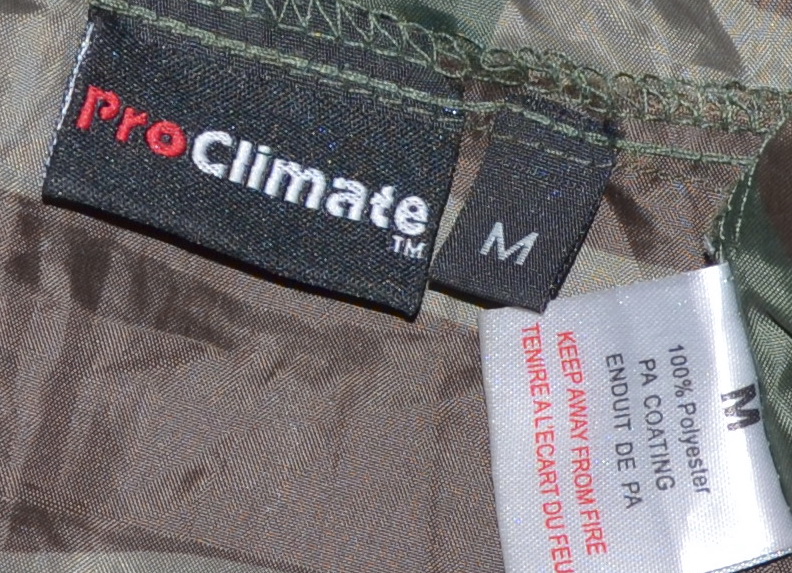 proClimate
TM
M
M
100% Polyester
PA COATING
ENDUIT DE PA
KEEP AWAY FROM FIRE
TENIRE A L'ECART DU FEU